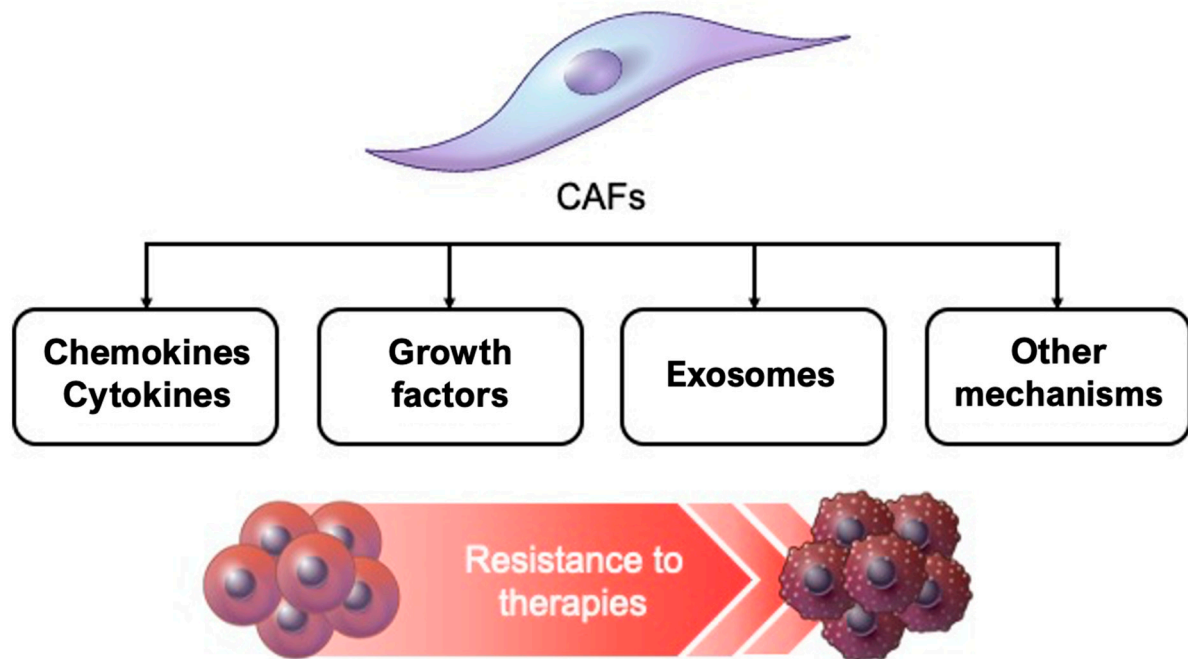 CAFs
Chemokines
Cytokines
Growth
factors
Exosomes
Other
mechanisms
Resistance to
therapies